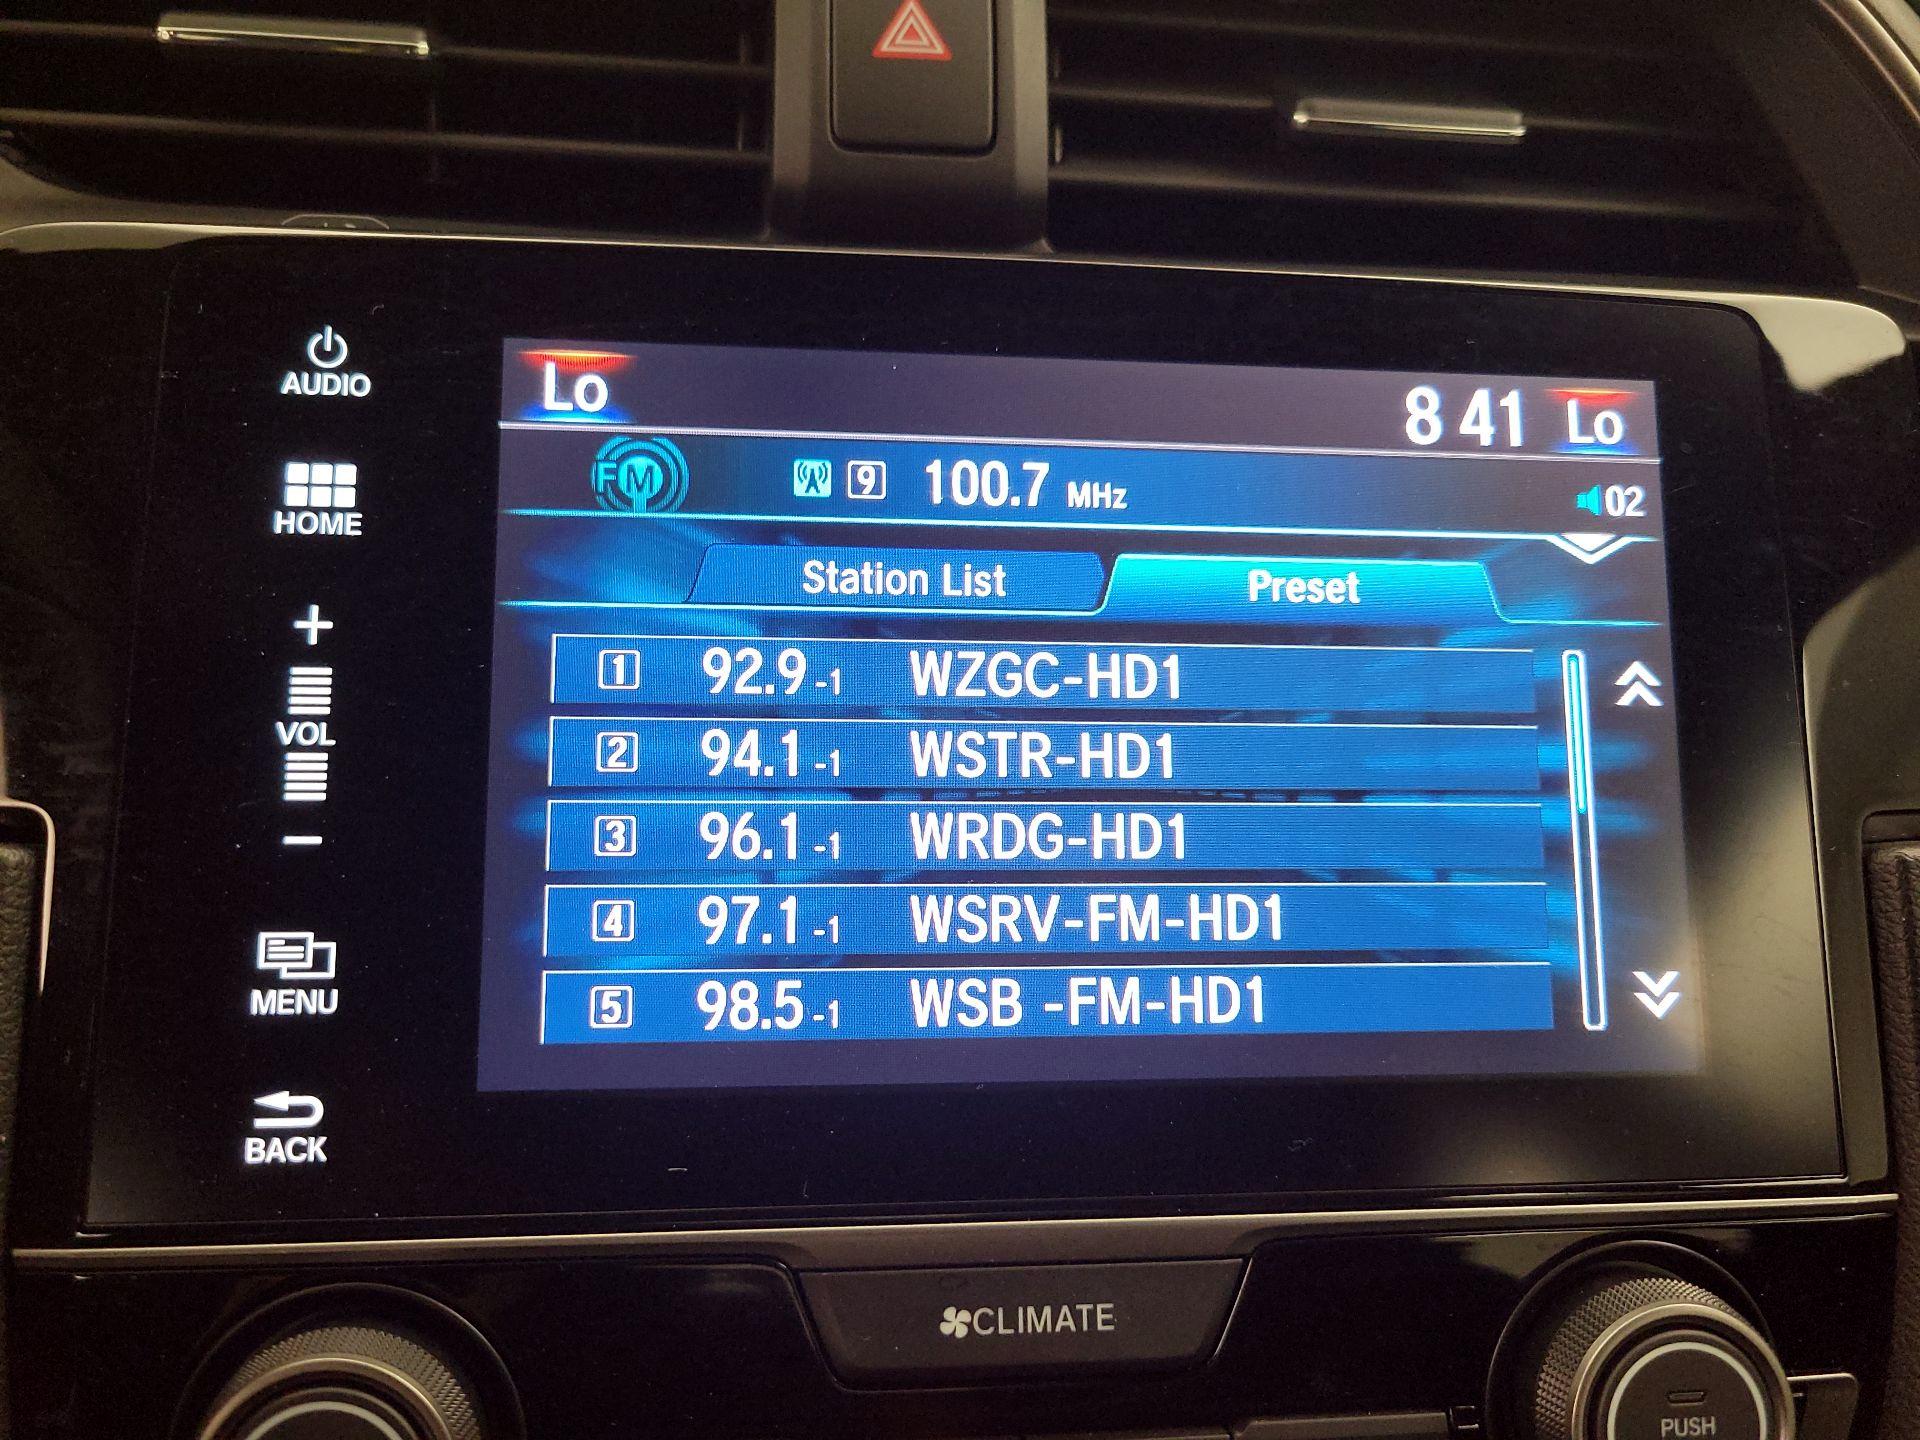 AUDIO
HOME
+
VOL
−
MENU
BACK
Lo 8 41 Lo
FM 9 100.7 MHz 02
Station List Preset
1 92.9-1 WZGC-HD1
2 94.1-1 WSTR-HD1
3 96.1-1 WRDG-HD1
4 97.1-1 WSRV-FM-HD1
5 98.5-1 WSB -FM-HD1
CLIMATE
PUSH